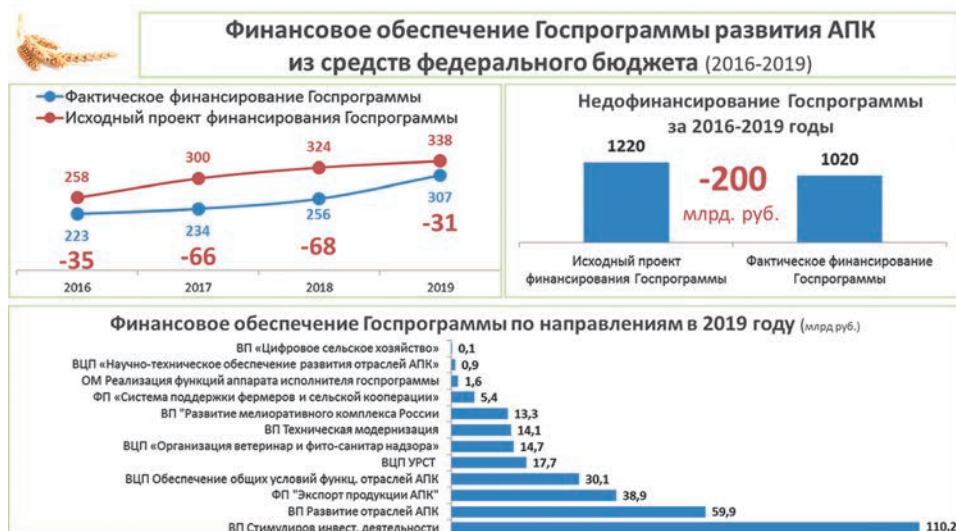 Финансовое обеспечение Госпрограммы развития АПК
из средств федерального бюджета (2016-2019)
Фактическое финансирование Госпрограммы
Исходный проект финансирования Госпрограммы
258
300
324
338
223
234
256
307
-35
-66
-68
-31
2016
2017
2018
2019
Недофинансирование Госпрограммы
за 2016-2019 годы
1220
-200
млрд. руб.
1020
Исходный проект
финансирования Госпрограммы
Фактическое финансирование
Госпрограммы
Финансовое обеспечение Госпрограммы по направлениям в 2019 году (млрд руб.)
ВП «Цифровое сельское хозяйство» 0,1
ВЦП «Научно-техническое обеспечение развития отраслей АПК» 0,9
ОМ Реализация функций аппарата исполнителя госпрограммы 1,6
ФП «Система поддержки фермеров и сельской кооперации» 5,4
ВП "Развитие мелиоративного комплекса России 13,3
ВП Техническая модернизация 14,1
ВЦП «Организация ветеринар и фито-санитар надзора» 14,7
ВЦП УРСТ 17,7
ВЦП Обеспечение общих условий функц. отраслей АПК 30,1
ФП "Экспорт продукции АПК" 38,9
ВП Развитие отраслей АПК 59,9
ВП Стимулиров инвест. деятельности 110,2